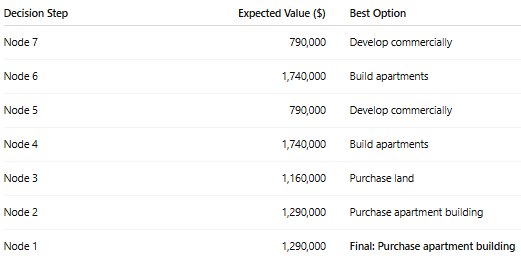 Decision Step Expected Value ($) Best Option
Node 7 790,000 Develop commercially
Node 6 1,740,000 Build apartments
Node 5 790,000 Develop commercially
Node 4 1,740,000 Build apartments
Node 3 1,160,000 Purchase land
Node 2 1,290,000 Purchase apartment building
Node 1 1,290,000 Final: Purchase apartment building